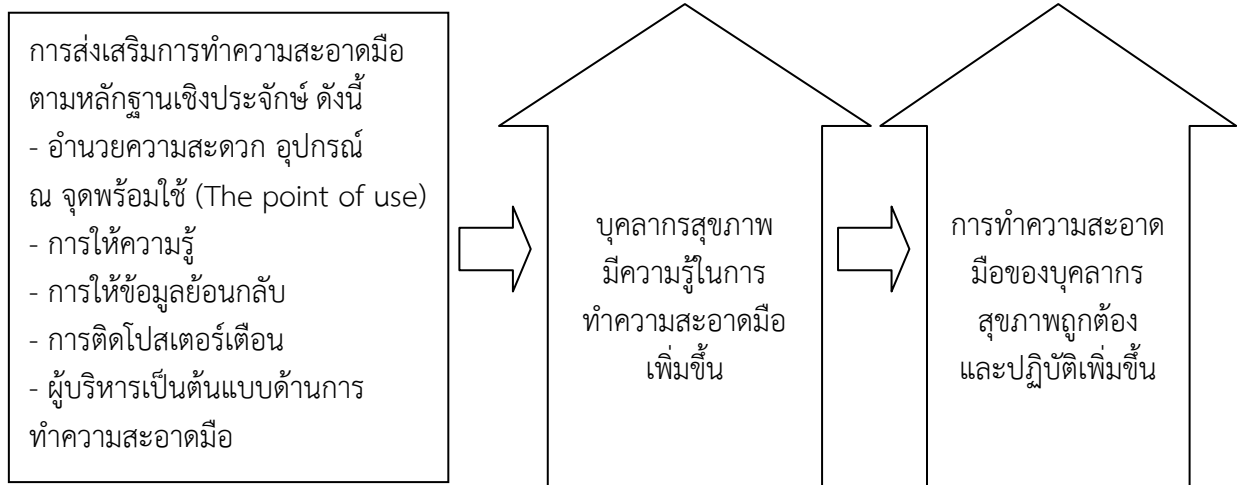 การส่งเสริมการทำความสะอาดมือ
ตามหลักฐานเชิงประจักษ์ ดังนี้
- อำนวยความสะดวก อุปกรณ์
ณ จุดพร้อมใช้ (The point of use)
- การให้ความรู้
- การให้ข้อมูลย้อนกลับ
- การติดโปสเตอร์เตือน
- ผู้บริหารเป็นต้นแบบด้านการ
ทำความสะอาดมือ
บุคลากรสุขภาพ
มีความรู้ในการ
ทำความสะอาดมือ
เพิ่มขึ้น
การทำความสะอาด
มือของบุคลากร
สุขภาพถูกต้อง
และปฏิบัติเพิ่มขึ้น